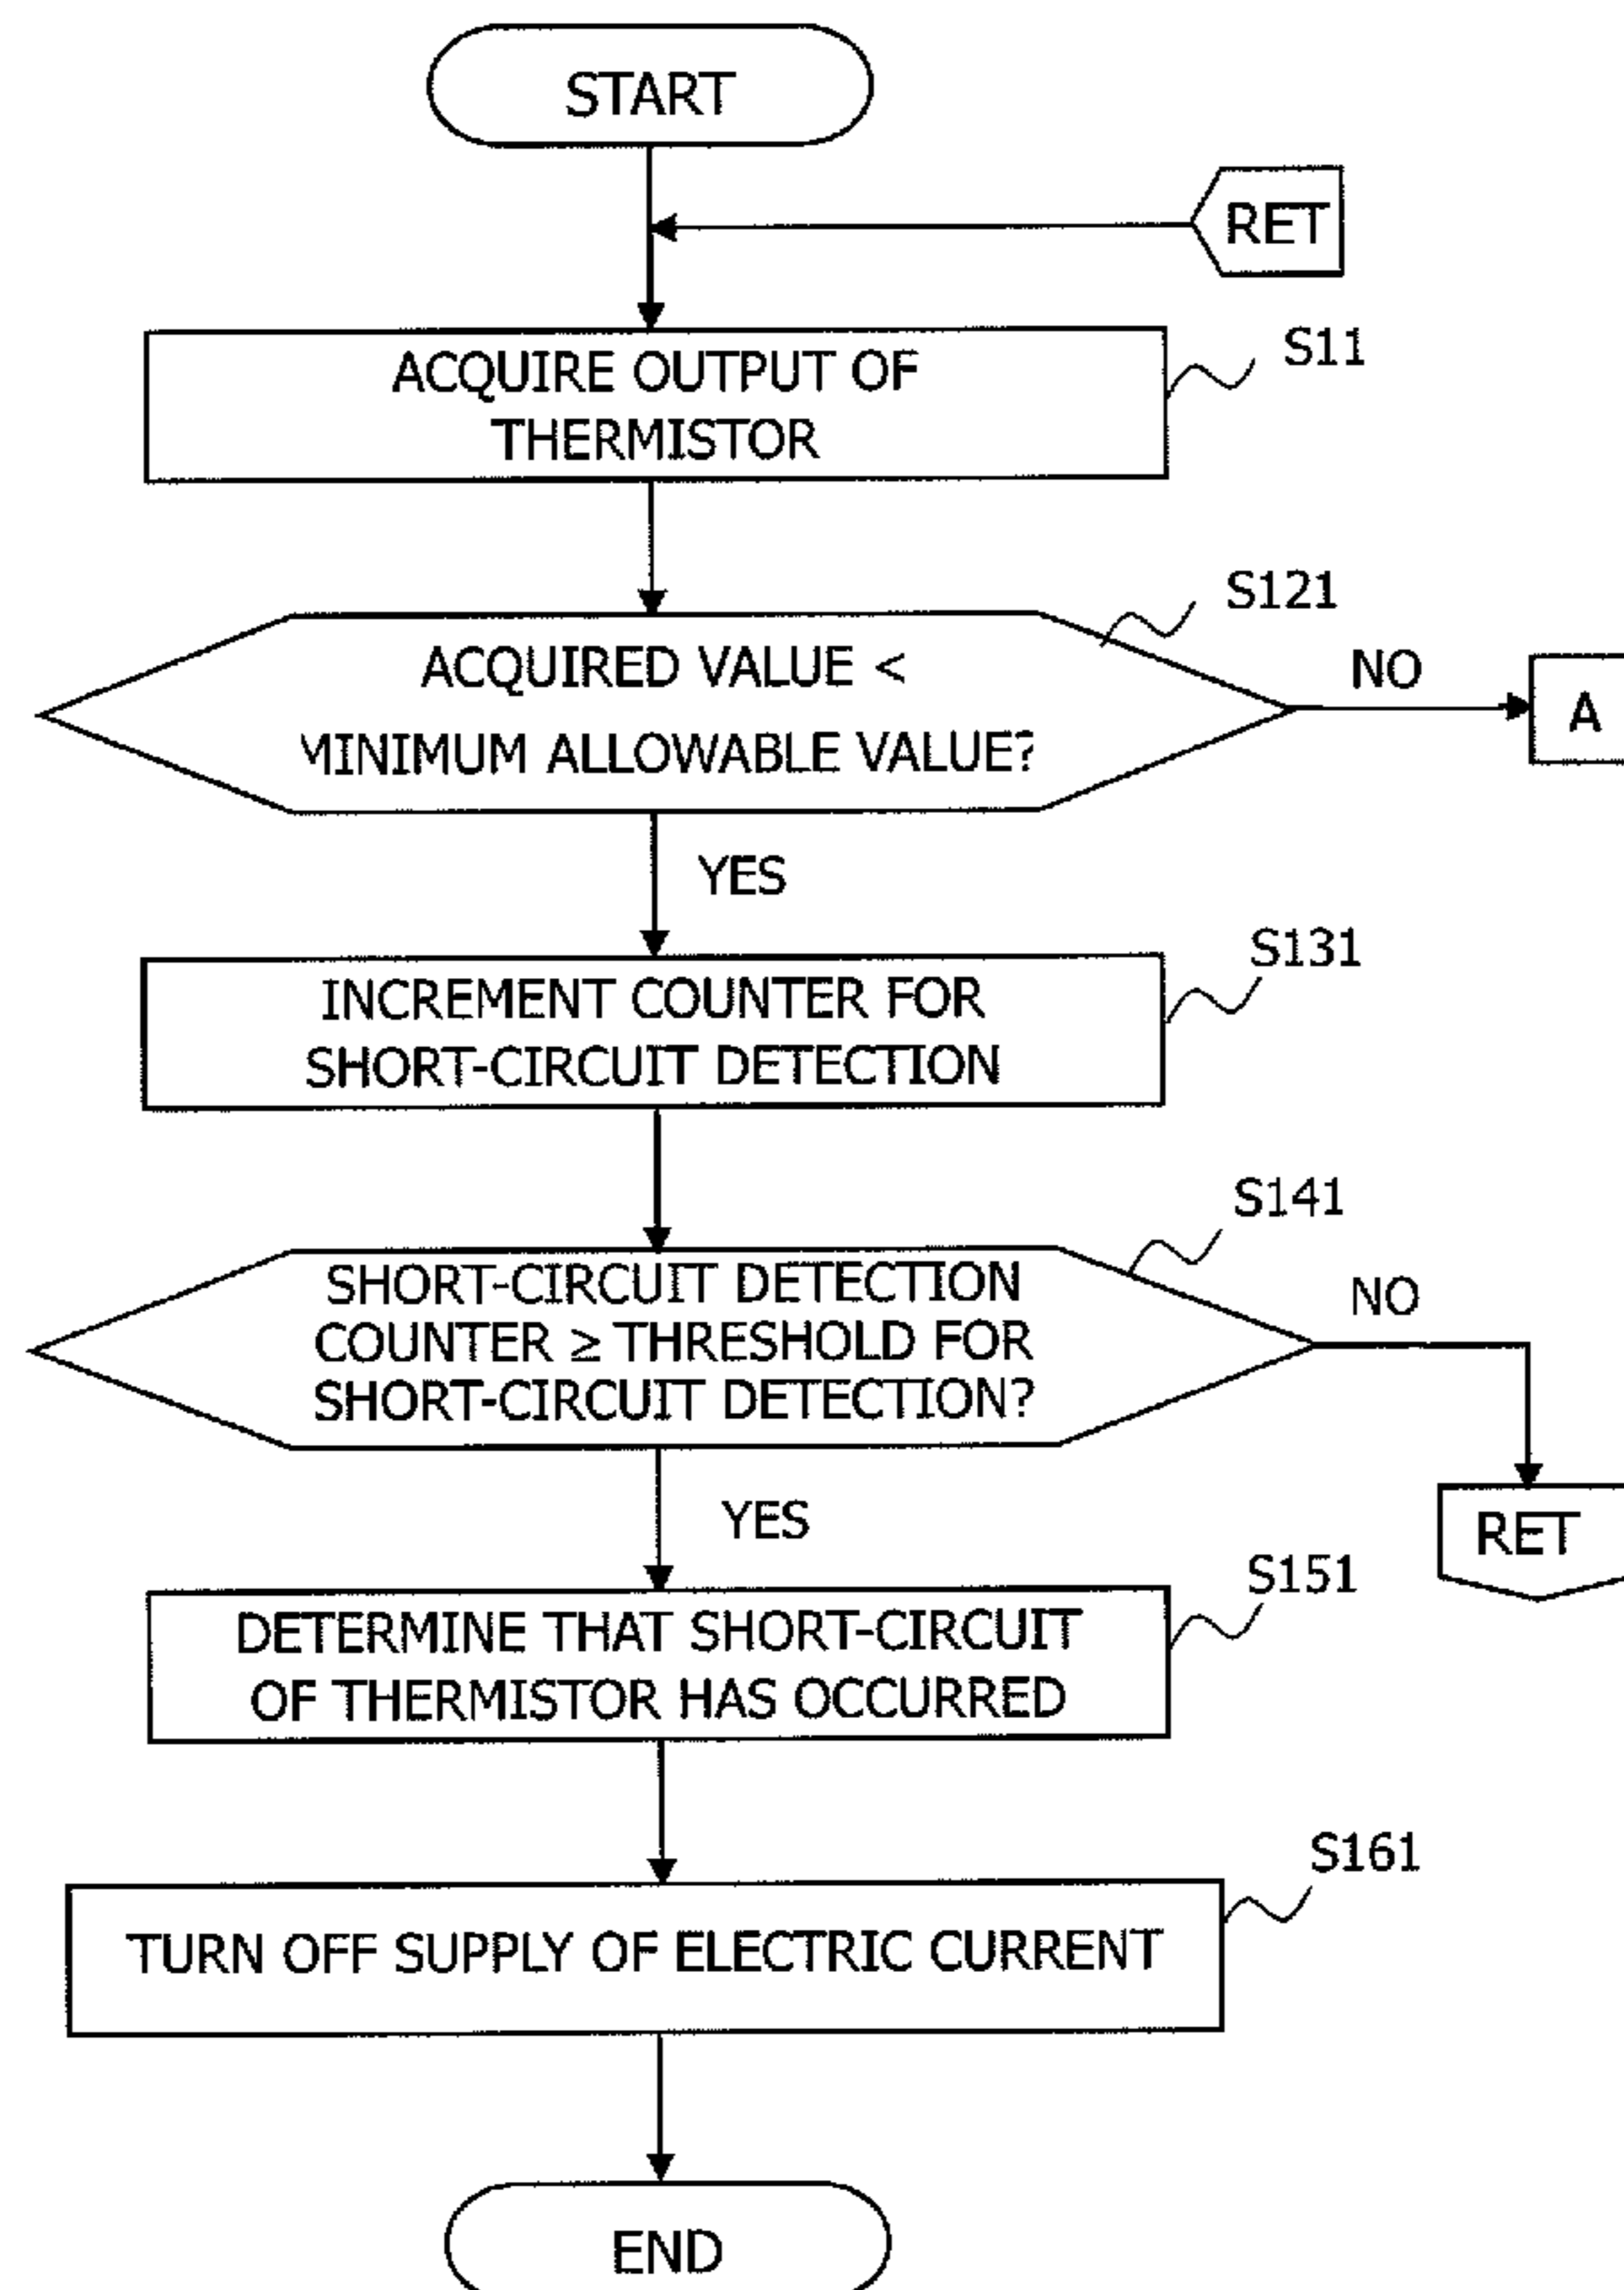 START
RET
ACQUIRE OUTPUT OF
THERMISTOR
S11
S121
ACQUIRED VALUE <
MINIMUM ALLOWABLE VALUE?
NO
A
YES
S131
INCREMENT COUNTER FOR
SHORT-CIRCUIT DETECTION
S141
SHORT-CIRCUIT DETECTION
COUNTER ≥ THRESHOLD FOR
SHORT-CIRCUIT DETECTION?
NO
RET
YES
S151
DETERMINE THAT SHORT-CIRCUIT
OF THERMISTOR HAS OCCURRED
S161
TURN OFF SUPPLY OF ELECTRIC CURRENT
END